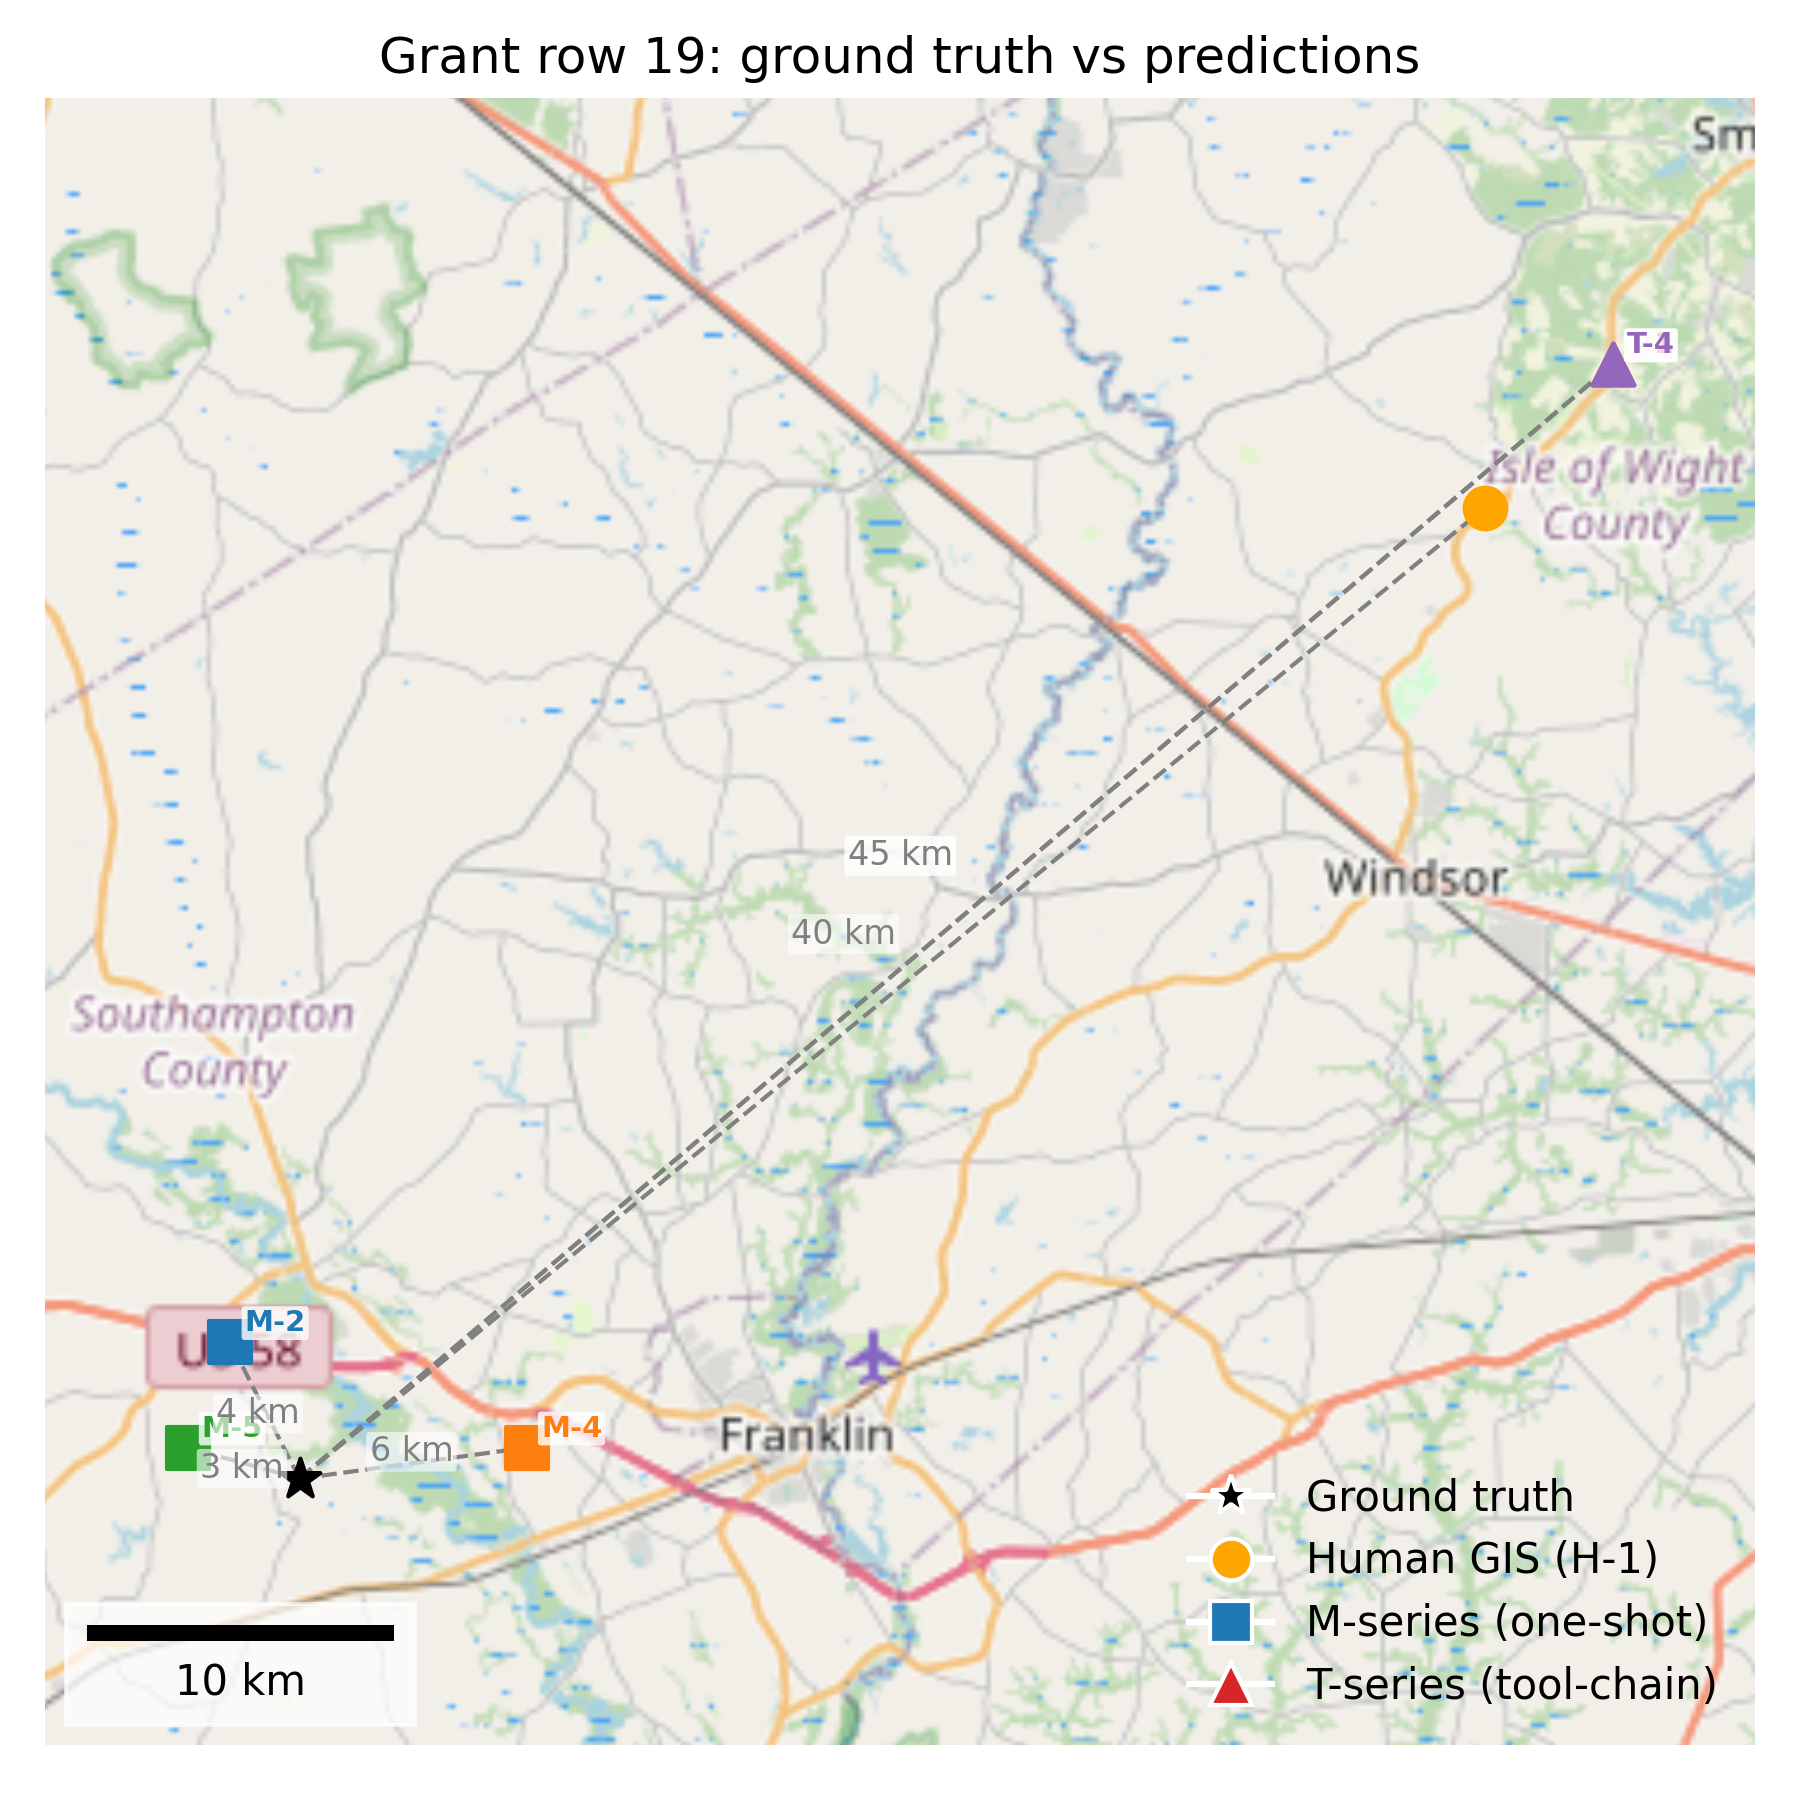 Grant row 19: ground truth vs predictions
Sm
T-4
Isle of Wight
County
45 km
Windsor
40 km
Southampton
County
M-2
58
4 km
M-5
M-4
6 km
3 km
Franklin
Ground truth
Human GIS (H-1)
M-series (one-shot)
T-series (tool-chain)
10 km